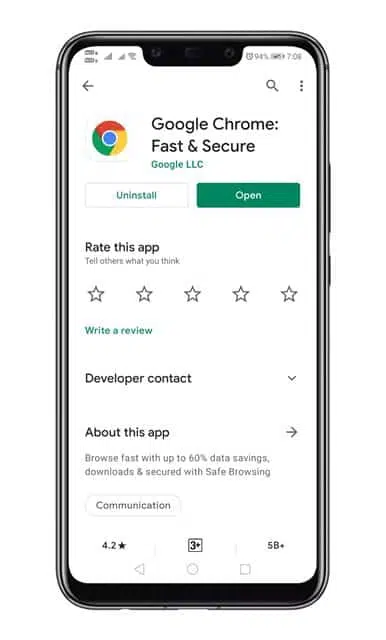 94% 7:08
Google Chrome:
Fast & Secure
Google LLC
Uninstall
Open
Rate this app
Tell others what you think
Write a review
Developer contact
About this app
Browse fast with up to 60% data savings,
downloads & secured with Safe Browsing
Communication
4.2★
3+
5B+